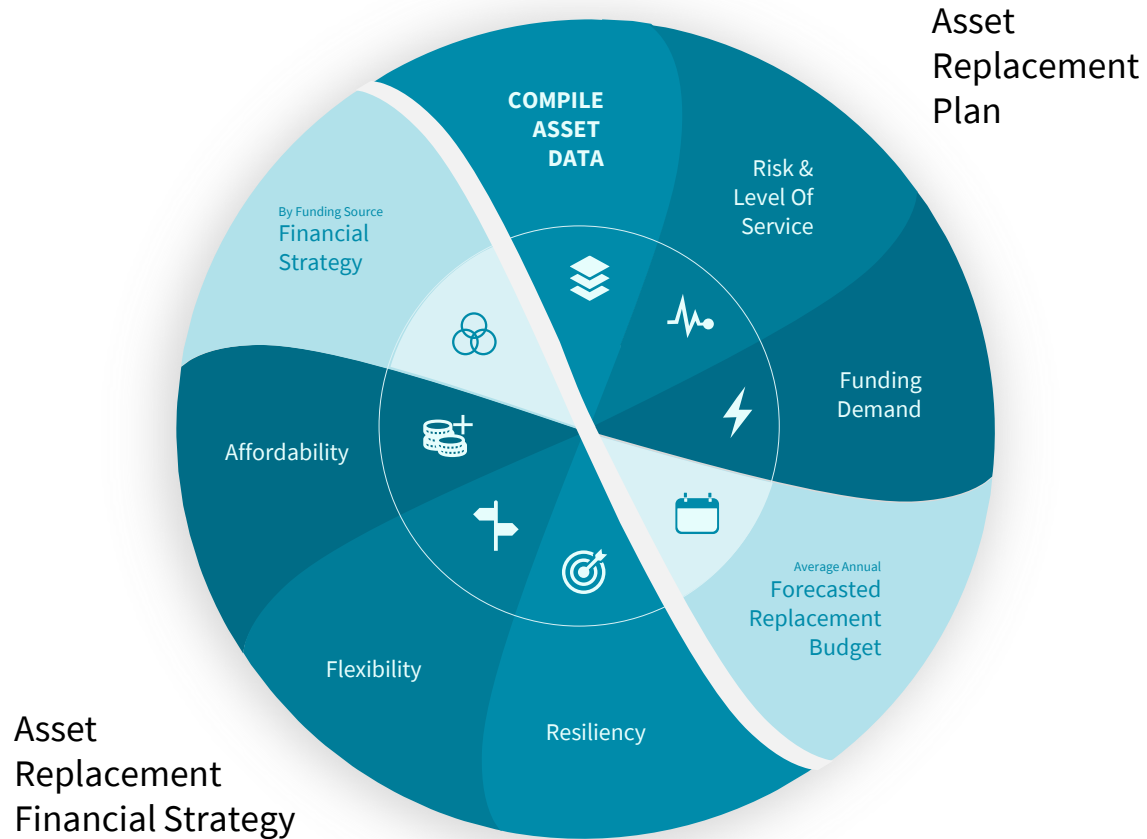 Asset
Replacement
Plan
COMPILE
ASSET
DATA
Risk &
Level Of
Service
Funding
Demand
Average Annual
Forecasted
Replacement
Budget
Resiliency
Flexibility
Affordability
By Funding Source
Financial
Strategy
Asset
Replacement
Financial Strategy